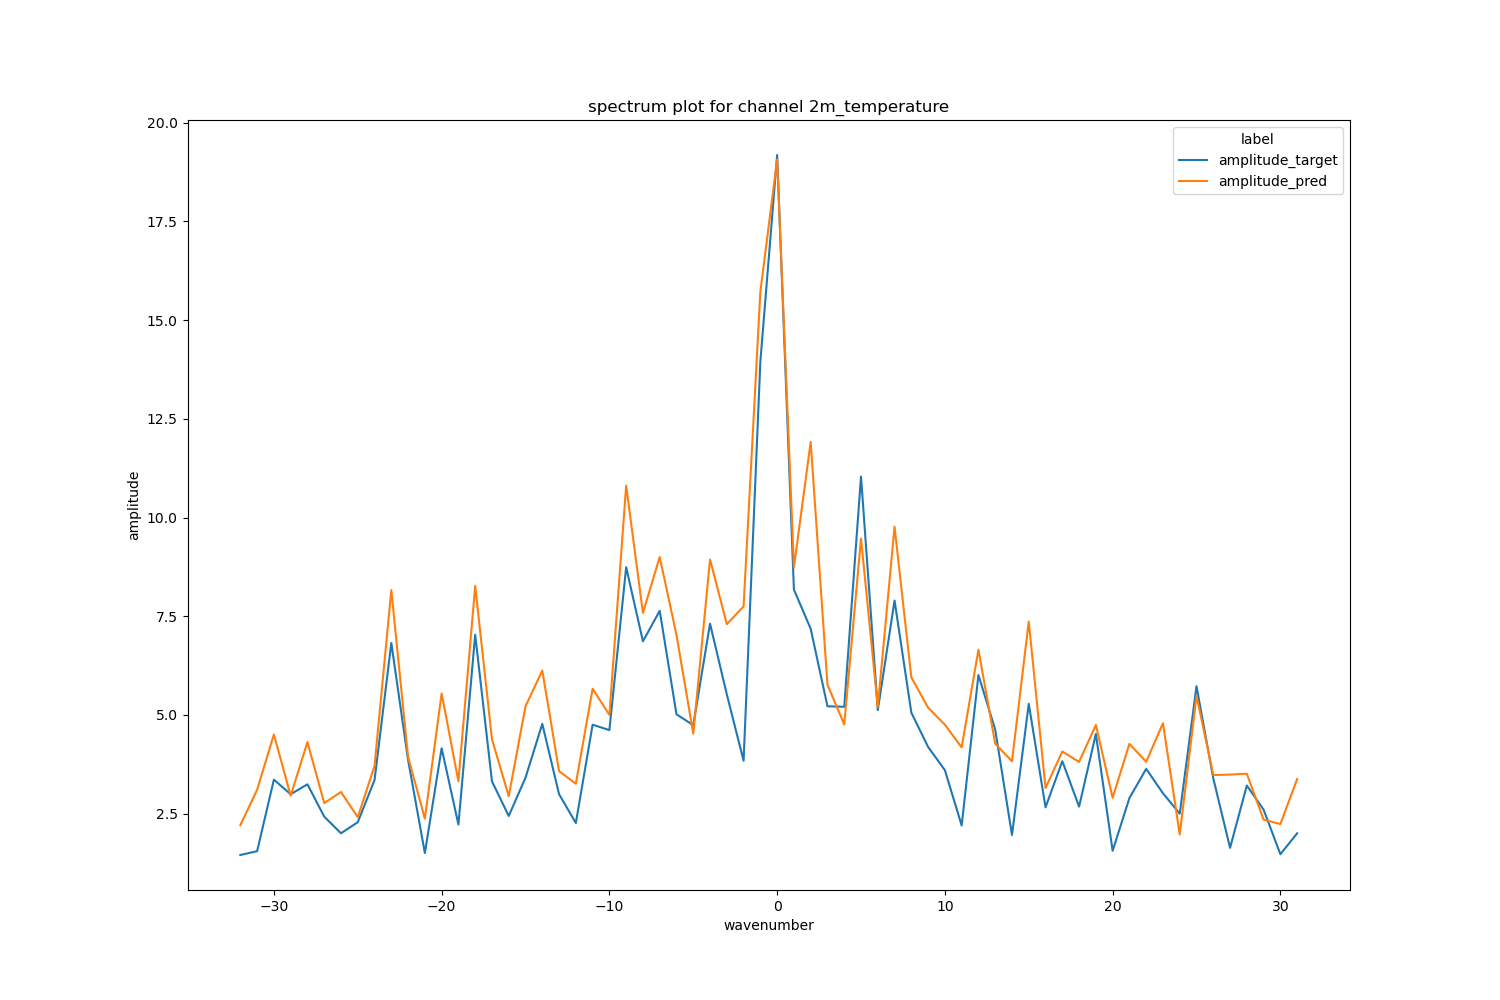 spectrum plot for channel 2m_temperature
label
amplitude_target
amplitude_pred
20.0
17.5
15.0
12.5
10.0
7.5
5.0
2.5
amplitude
−30
−20
−10
0
10
20
30
wavenumber